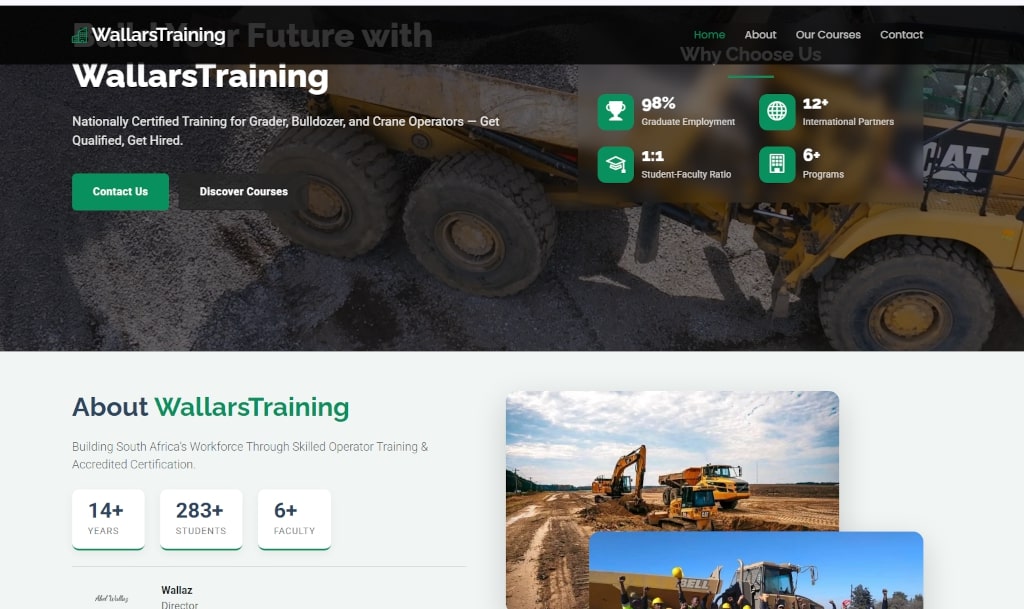 WallarsTraining
Home
About
Our Courses
Contact
Build Your Future with
WallarsTraining
Nationally Certified Training for Grader, Bulldozer, and Crane Operators — Get
Qualified, Get Hired.
Contact Us
Discover Courses
Why Choose Us
98%
Graduate Employment
12+
International Partners
1:1
Student-Faculty Ratio
6+
Programs
CAT
About WallarsTraining
Building South Africa's Workforce Through Skilled Operator Training &
Accredited Certification.
14+
YEARS
283+
STUDENTS
6+
FACULTY
Abel Wallaz
Wallaz
Director
CAT
BELL